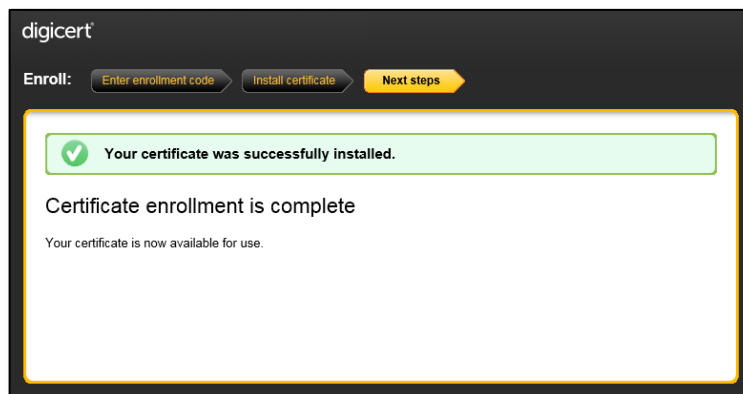 digicert®
Enroll: Enter enrollment code Install certificate Next steps
Your certificate was successfully installed.
Certificate enrollment is complete
Your certificate is now available for use.